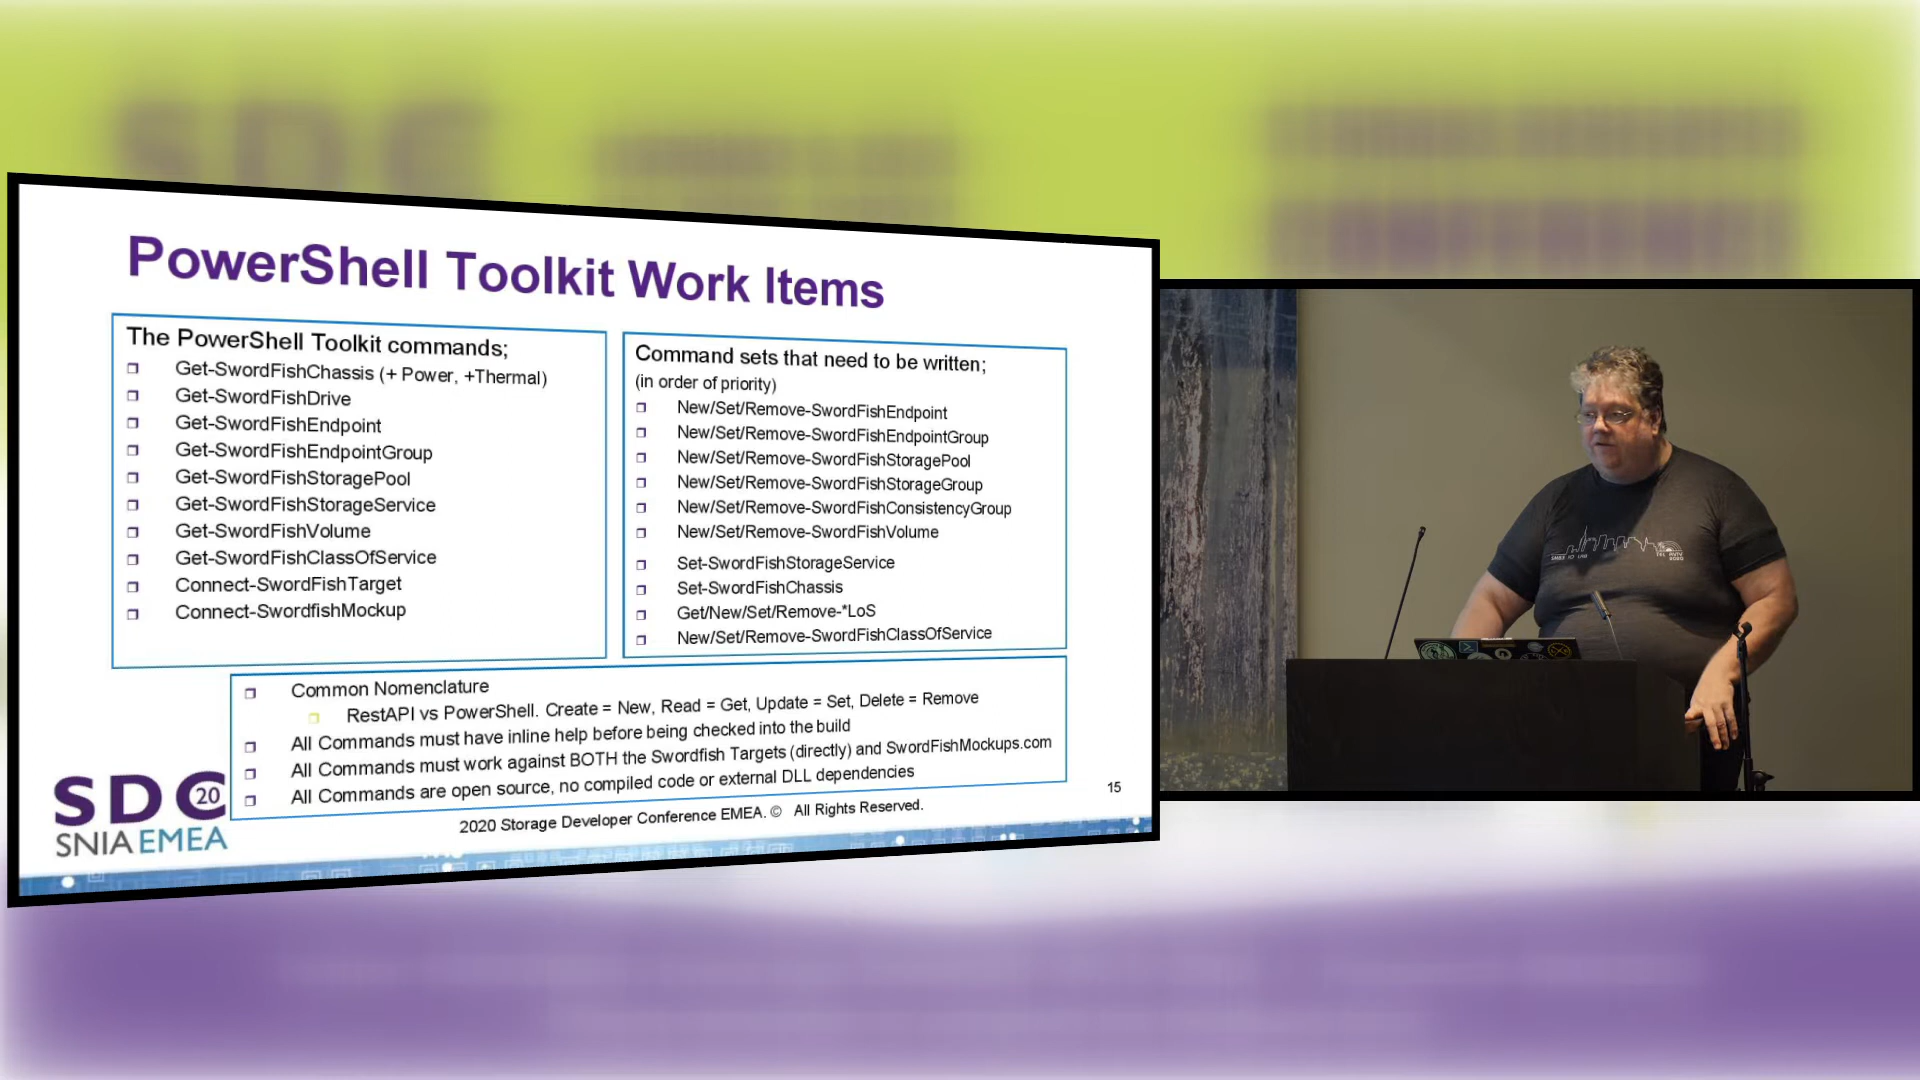 PowerShell Toolkit Work Items
The PowerShell Toolkit commands;
Get-SwordFishChassis (+ Power, +Thermal)
Get-SwordFishDrive
Get-SwordFishEndpoint
Get-SwordFishEndpointGroup
Get-SwordFishStoragePool
Get-SwordFishStorageService
Get-SwordFishVolume
Get-SwordFishClassOfService
Connect-SwordFishTarget
Connect-SwordfishMockup
Command sets that need to be written;
(in order of priority)
New/Set/Remove-SwordFishEndpoint
New/Set/Remove-SwordFishEndpointGroup
New/Set/Remove-SwordFishStoragePool
New/Set/Remove-SwordFishStorageGroup
New/Set/Remove-SwordFishConsistencyGroup
New/Set/Remove-SwordFishVolume
Set-SwordFishStorageService
Set-SwordFishChassis
Get/New/Set/Remove-*LoS
New/Set/Remove-SwordFishClassOfService
Common Nomenclature
RestAPI vs PowerShell. Create = New, Read = Get, Update = Set, Delete = Remove
All Commands must have inline help before being checked into the build
All Commands must work against BOTH the Swordfish Targets (directly) and SwordFishMockups.com
All Commands are open source, no compiled code or external DLL dependencies
SDC 20
SNIA EMEA
2020 Storage Developer Conference EMEA. © All Rights Reserved.
15